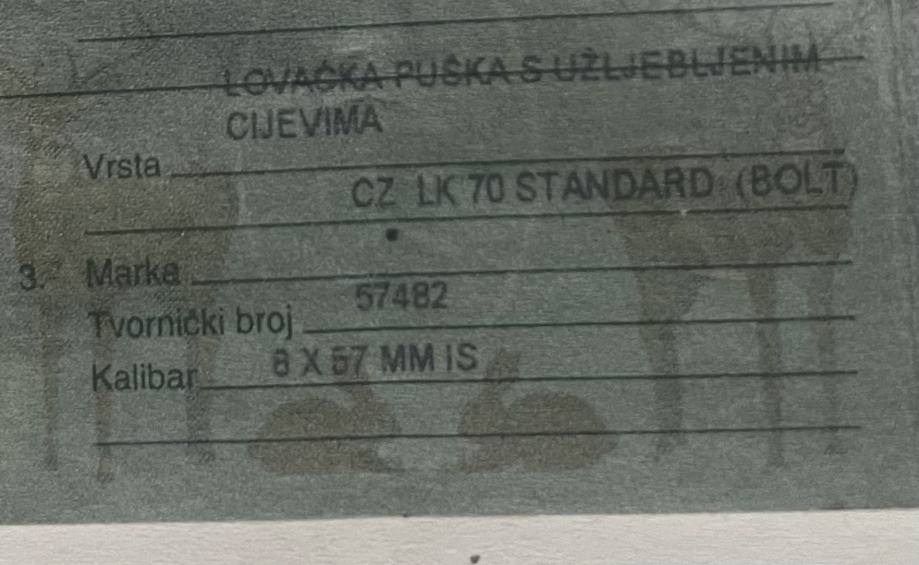 LOVAČKA PUŠKA S UŽLJEBLJENIM
CIJEVIMA
Vrsta
CZ LK 70 STANDARD (BOLT)
3. Marka
57482
Tvornički broj
Kalibar 8 X 57 MM IS